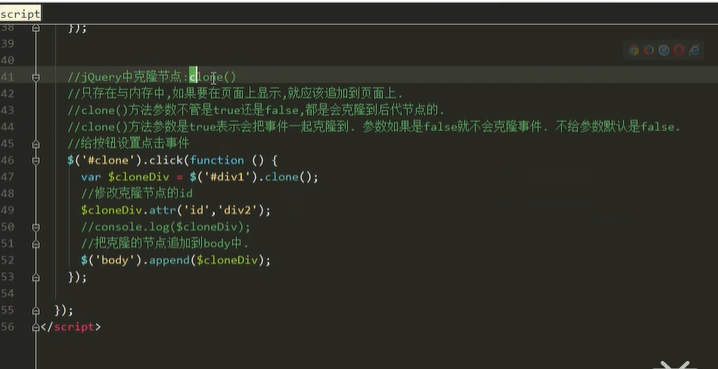 script
38 });
39
40
41 //jQuery中克隆节点:clone()
42 //只存在与内存中,如果要在页面上显示,就应该追加到页面上.
43 //clone()方法参数不管是true还是false,都是会克隆到后代节点的.
44 //clone()方法参数是true表示会把事件一起克隆到. 参数如果是false就不会克隆事件. 不给参数默认是false.
45 //给按钮设置点击事件
46 $('#clone').click(function () {
47 var $cloneDiv = $('#div1').clone();
48 //修改克隆节点的id
49 $cloneDiv.attr('id','div2');
50 //console.log($cloneDiv);
51 //把克隆的节点追加到body中.
52 $('body').append($cloneDiv);
53 });
54
55 });
56 </script>